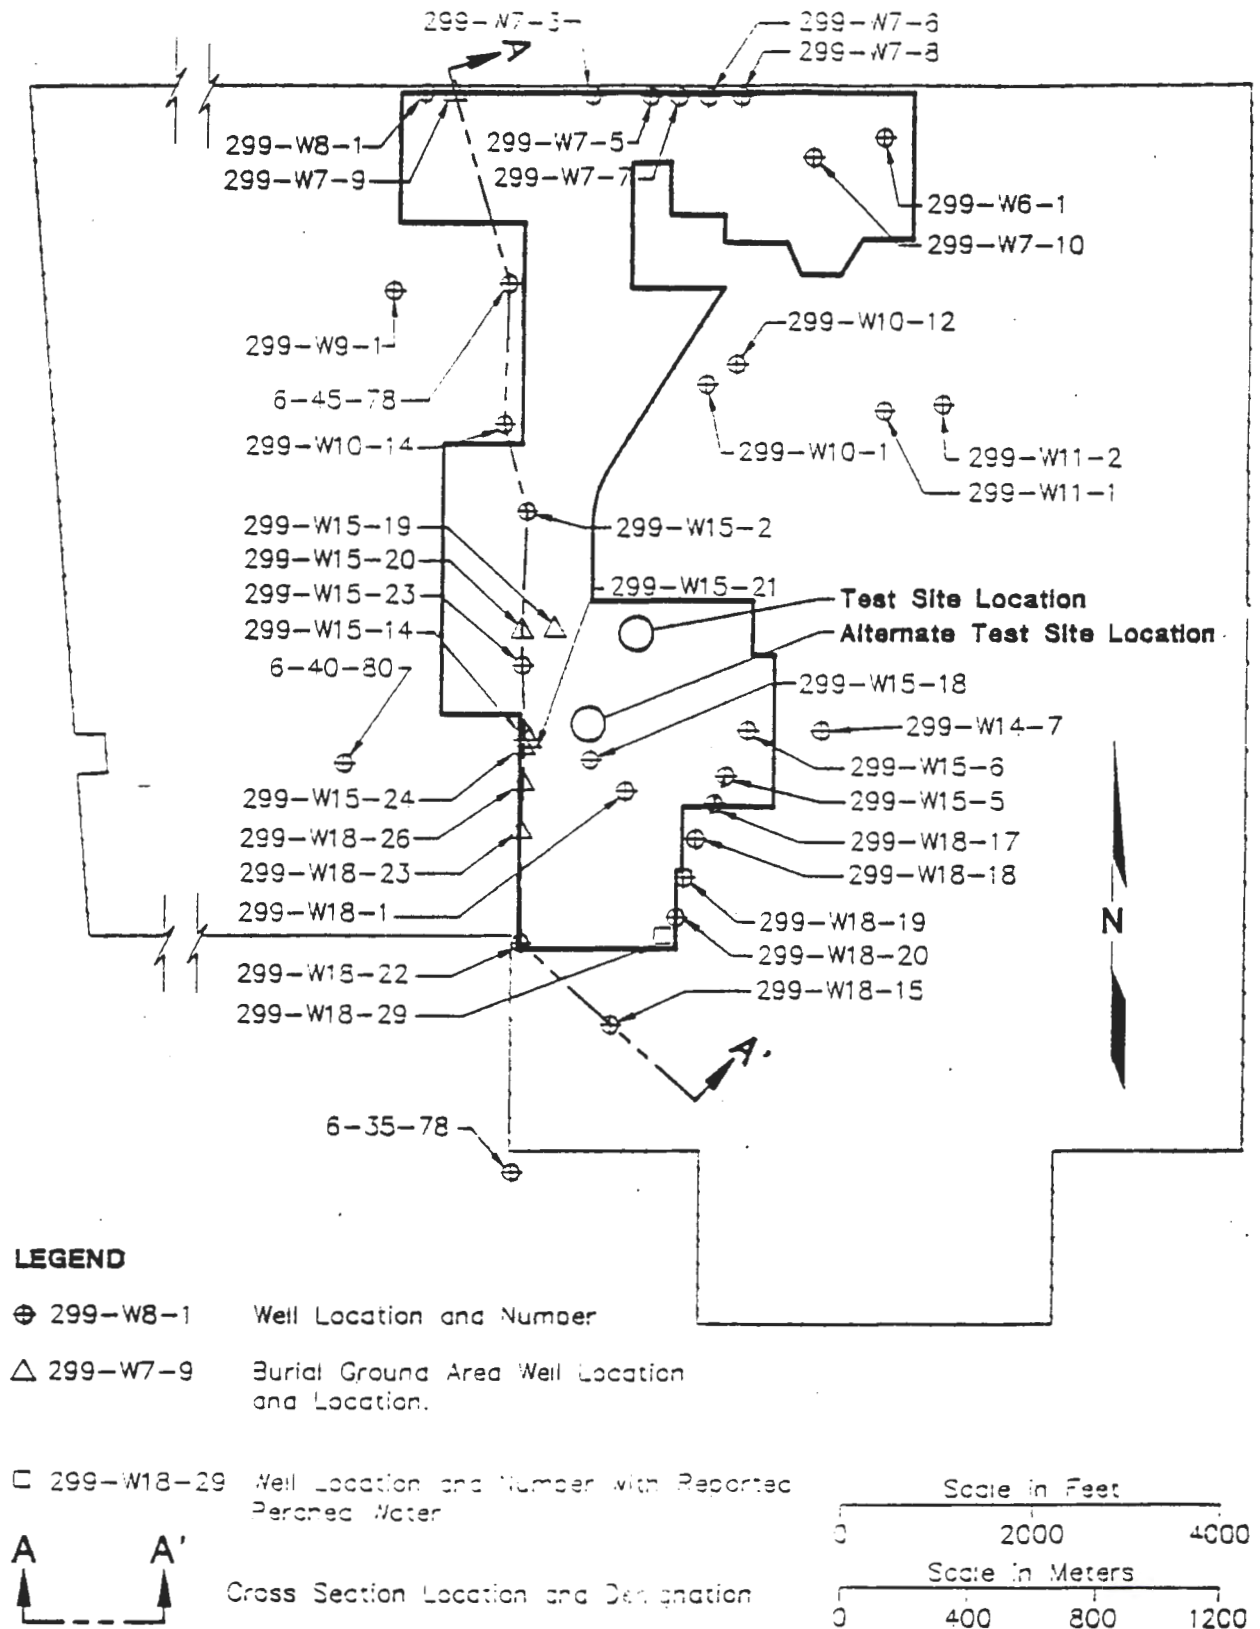 299-W7-3
299-W7-6
299-W7-8
A
299-W8-1
299-W7-5
299-W7-9
299-W7-7
299-W6-1
299-W7-10
299-W10-12
299-W9-1
6-45-78
299-W10-14
299-W10-1
299-W11-2
299-W11-1
299-W15-19
299-W15-2
299-W15-20
299-W15-23
299-W15-21
Test Site Location
299-W15-14
Alternate Test Site Location
6-40-80
299-W15-18
299-W14-7
299-W15-6
299-W15-24
299-W15-5
299-W18-26
299-W18-17
299-W18-23
299-W18-18
299-W18-1
299-W18-19
N
299-W18-20
299-W18-22
299-W18-15
299-W18-29
A'
6-35-78
LEGEND
299-W8-1 Well Location and Number
299-W7-9 Burial Ground Area Well Location
and Location.
299-W18-29 Well Location and Number with Reported
Perched Water
Scale in Feet
0 2000 4000
A A'
Cross Section Location and Designation
Scale in Meters
0 400 800 1200